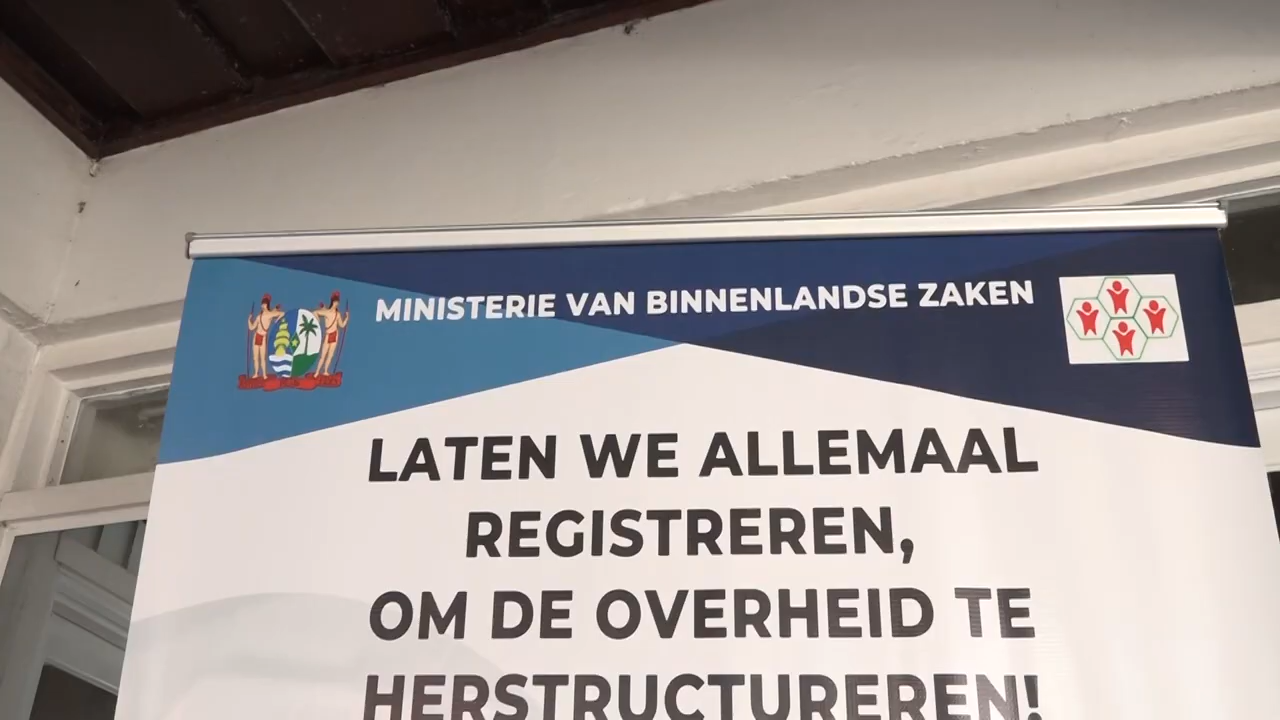 MINISTERIE VAN BINNENLANDSE ZAKEN
LATEN WE ALLEMAAL
REGISTREREN,
OM DE OVERHEID TE
HERSTRUCTUREREN!